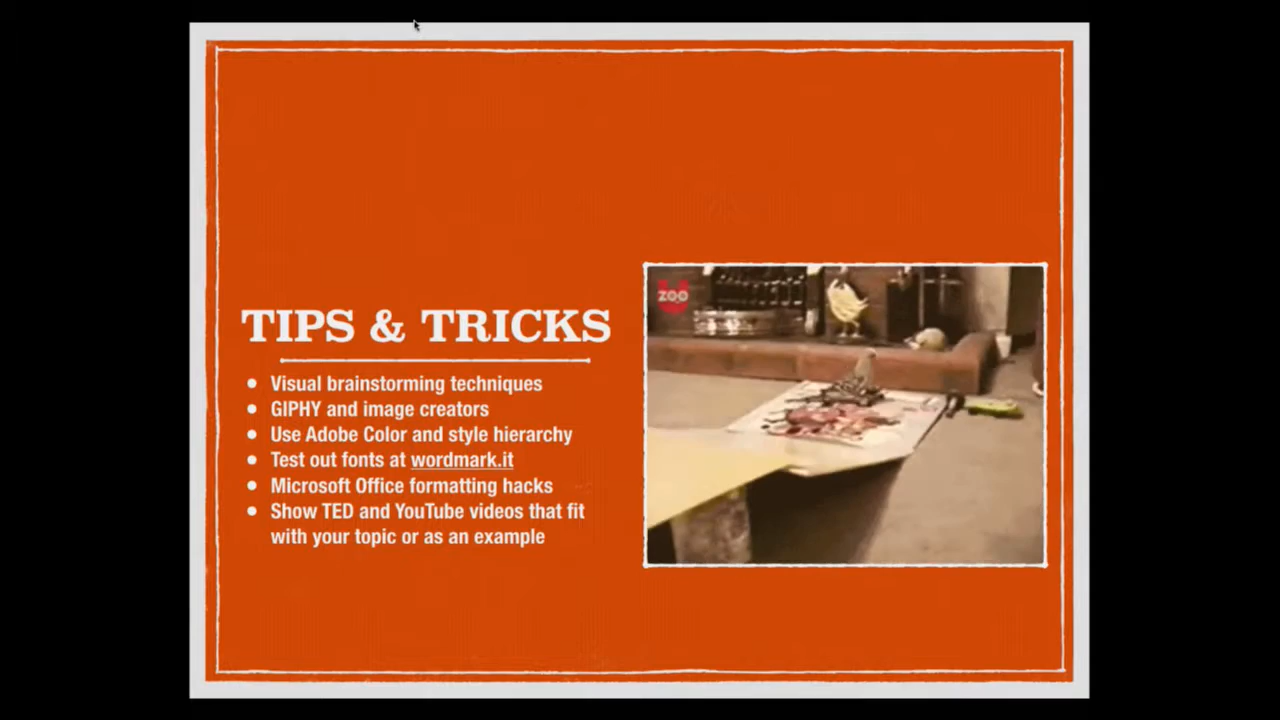 ZOO
TIPS & TRICKS
Visual brainstorming techniques
GIPHY and image creators
Use Adobe Color and style hierarchy
Test out fonts at wordmark.it
Microsoft Office formatting hacks
Show TED and YouTube videos that fit
with your topic or as an example